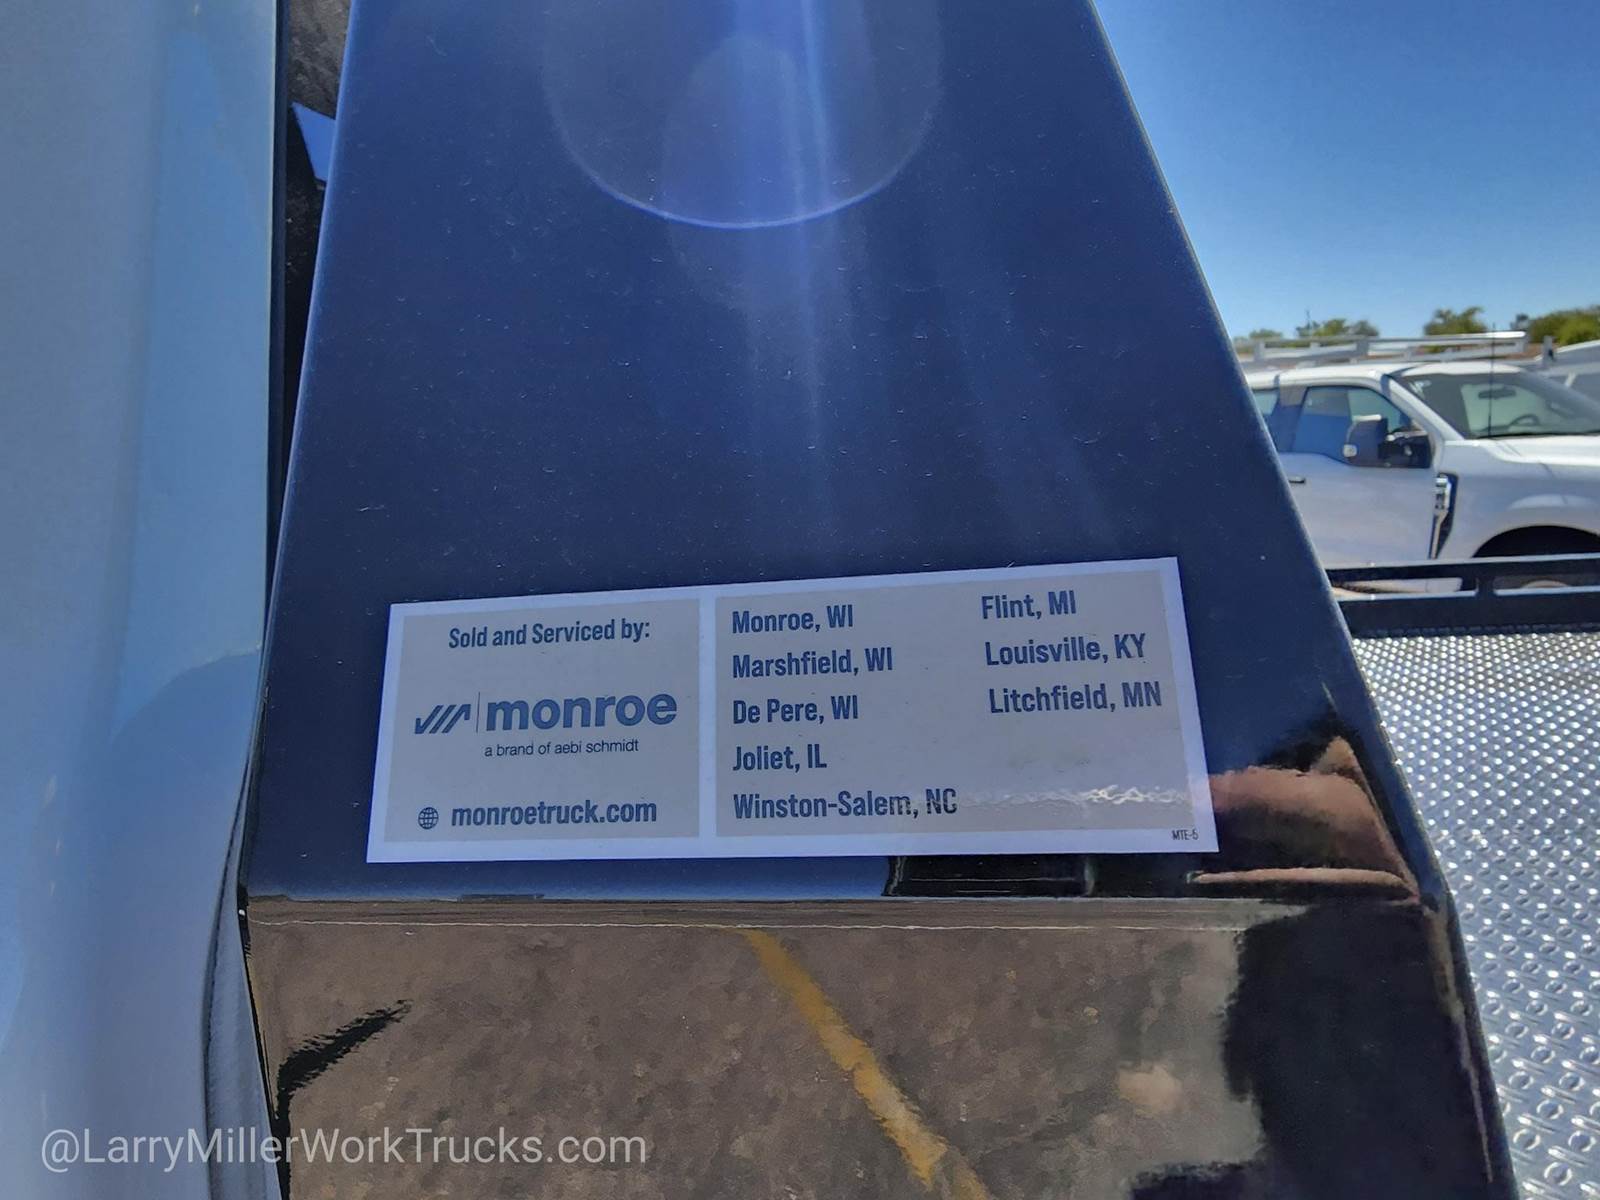 Sold and Serviced by:
monroe
a brand of aebi schmidt
monroetruck.com
Monroe, WI
Marshfield, WI
De Pere, WI
Joliet, IL
Winston-Salem, NC
Flint, MI
Louisville, KY
Litchfield, MN
MTE-5
@LarryMillerWorkTrucks.com